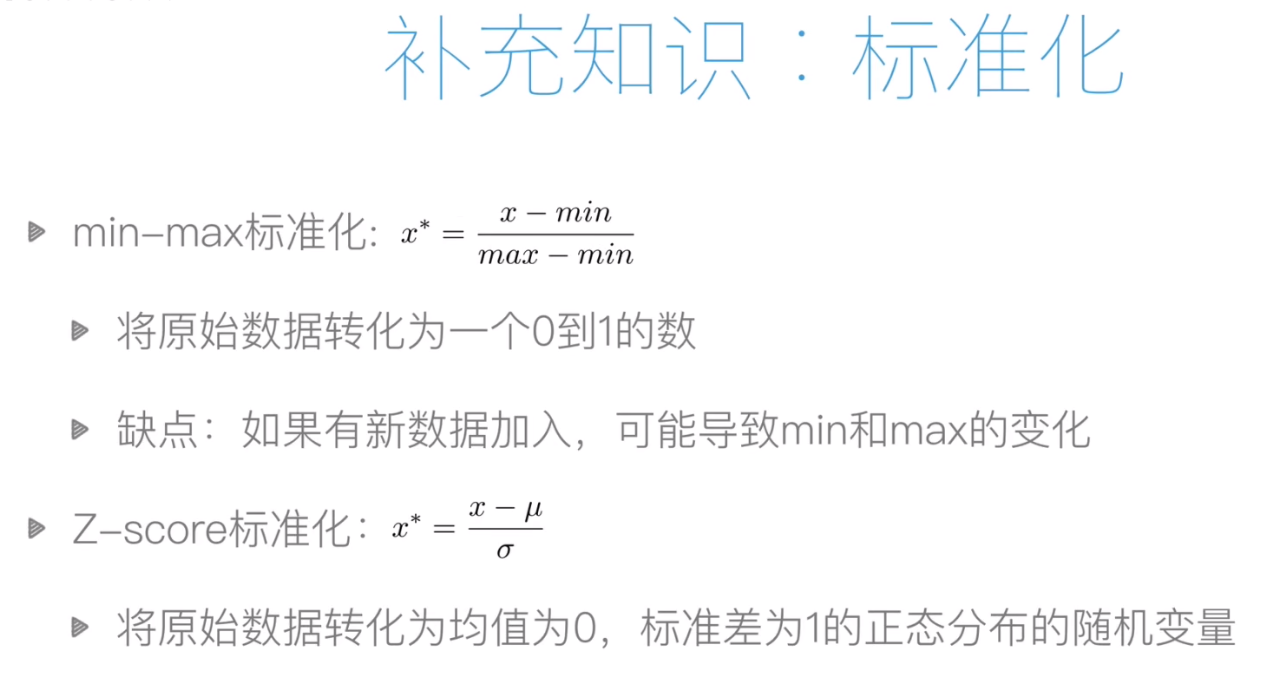 补充知识：标准化
min-max标准化: x* = (x − min) / (max − min)
将原始数据转化为一个0到1的数
缺点：如果有新数据加入，可能导致min和max的变化
Z-score标准化：x* = (x − μ) / σ
将原始数据转化为均值为0，标准差为1的正态分布的随机变量